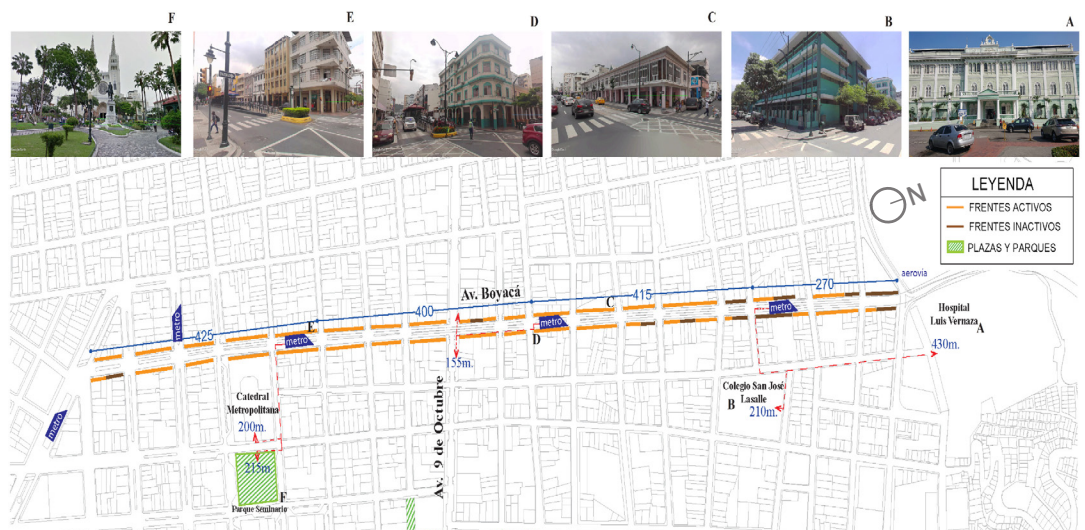 F
E
D
C
B
A
N
LEYENDA
FRENTES ACTIVOS
FRENTES INACTIVOS
PLAZAS Y PARQUES
aerovia
270
415
Av. Boyacá
400
425
metro
metro
metro
metro
metro
C
E
D
155m.
Hospital
Luis Vernaza
A
430m.
Colegio San José
Lasalle
B
210m.
Catedral
Metropolitana
200m.
215m
F
Parque Seminario
Av. 9 de Octubre